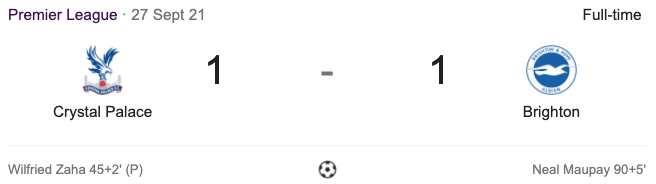 Premier League · 27 Sept 21 Full-time
1 - 1
Crystal Palace Brighton
Wilfried Zaha 45+2' (P) Neal Maupay 90+5'